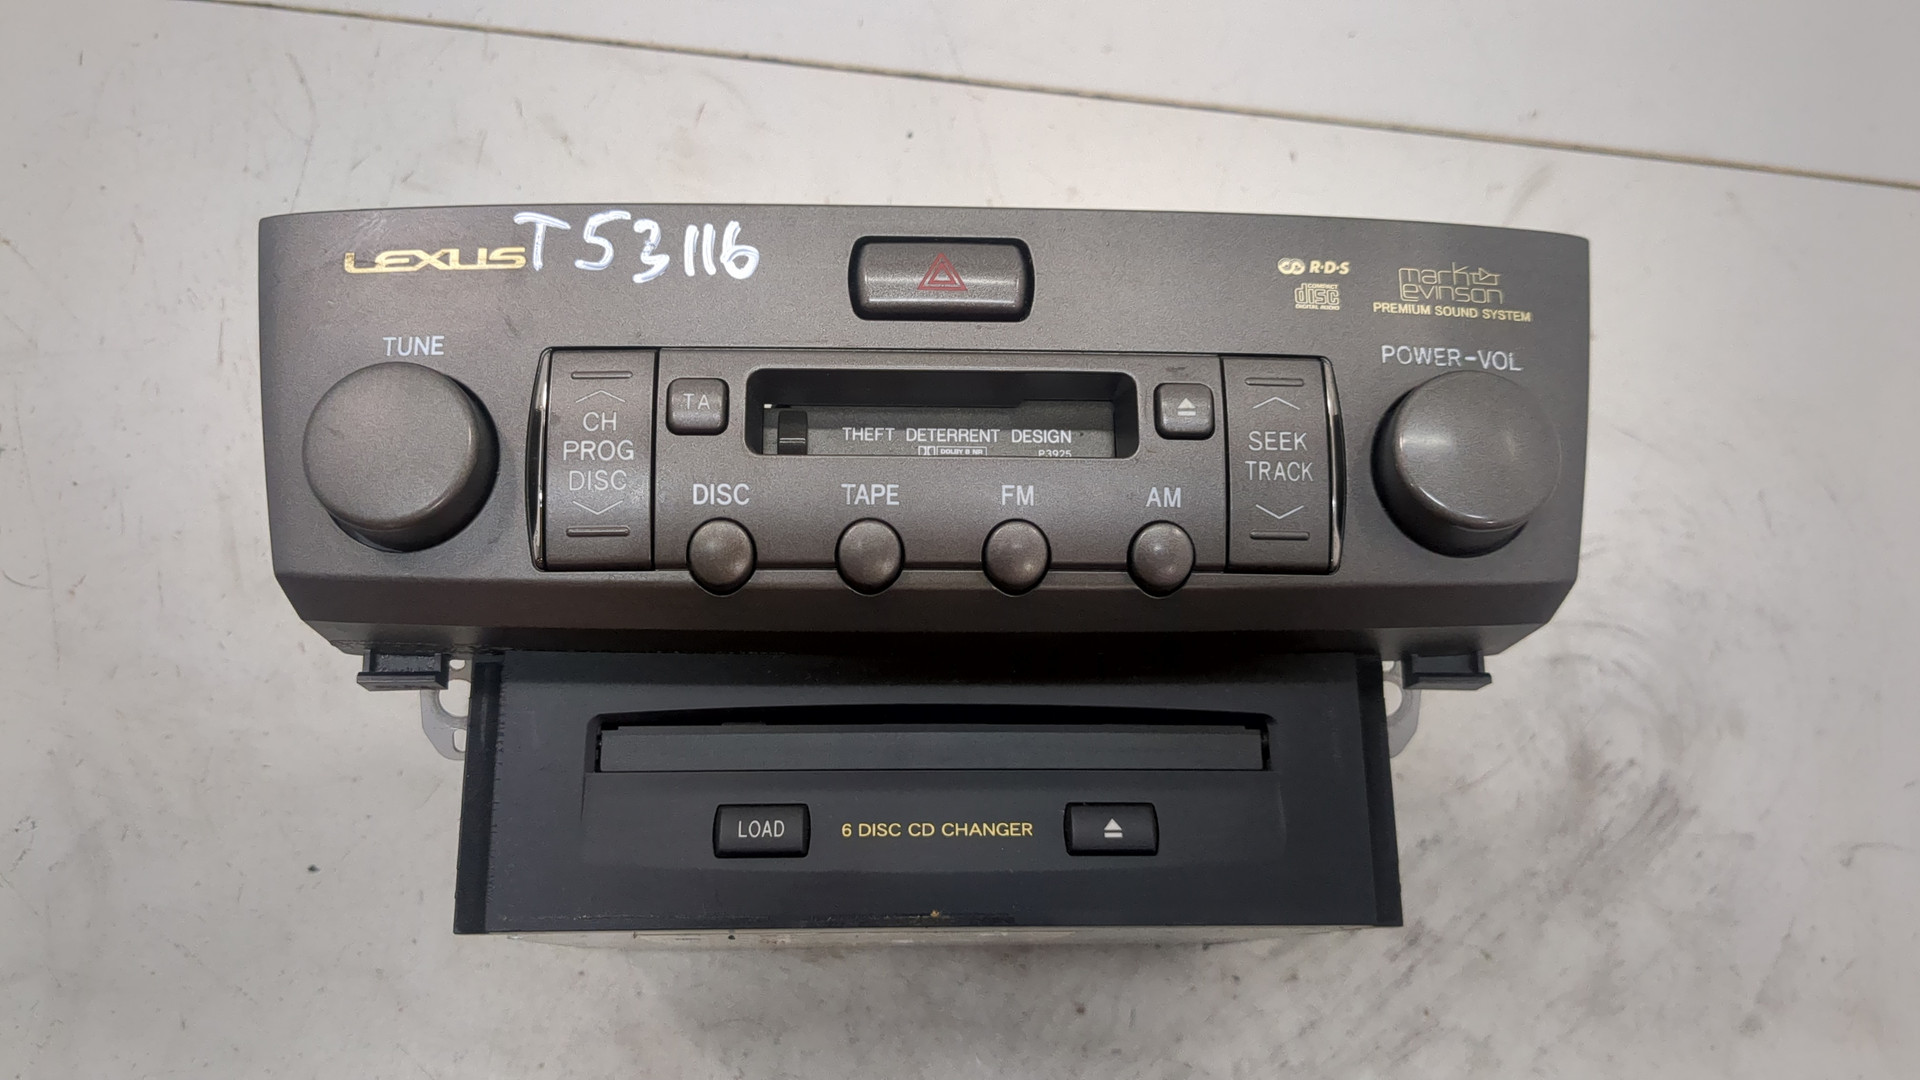 LEXUS T53116
R·D·S
COMPACT
disc
DIGITAL AUDIO
mark
Levinson
PREMIUM SOUND SYSTEM
TUNE
POWER-VOL
CH
PROG
DISC
TA
THEFT DETERRENT DESIGN
DOLBY B NR
P3925
SEEK
TRACK
DISC
TAPE
FM
AM
LOAD
6 DISC CD CHANGER